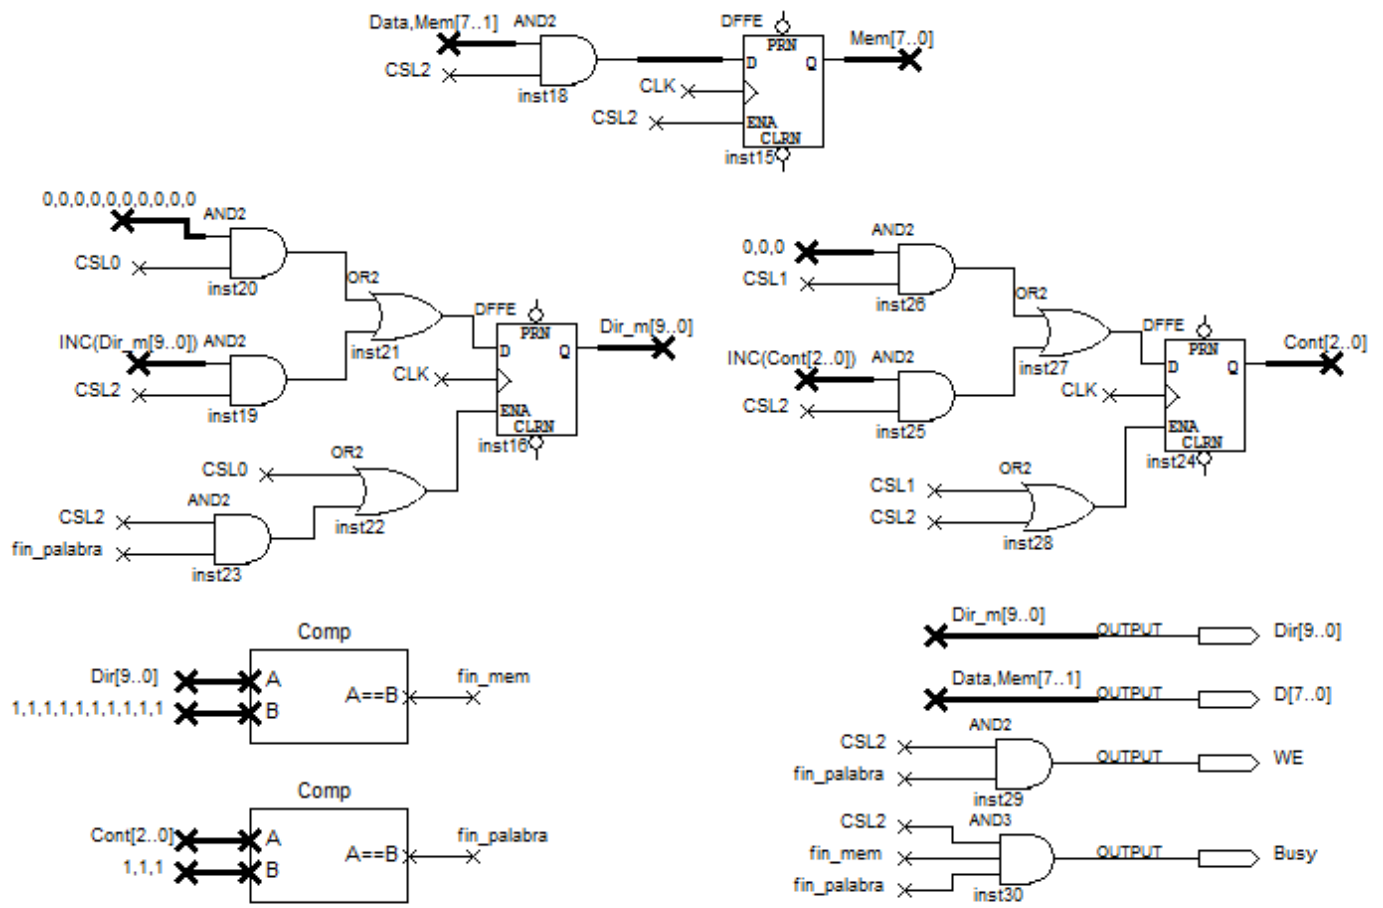 Data,Mem[7..1]
AND2
CSL2
inst18
DFFE
PRN
D
Q
CLK
CSL2
ENA
CLRN
inst15
Mem[7..0]
0,0,0,0,0,0,0,0,0,0
AND2
CSL0
inst20
OR2
inst21
INC(Dir_m[9..0])
AND2
CSL2
inst19
DFFE
PRN
D
Q
CLK
ENA
CLRN
inst16
Dir_m[9..0]
CSL0
OR2
inst22
AND2
CSL2
fin_palabra
inst23
0,0,0
AND2
CSL1
inst26
OR2
inst27
INC(Cont[2..0])
AND2
CSL2
inst25
DFFE
PRN
D
Q
CLK
ENA
CLRN
inst24
Cont[2..0]
OR2
CSL1
CSL2
inst28
Comp
Dir[9..0]
A
1,1,1,1,1,1,1,1,1,1
B
A==B
fin_mem
Comp
Cont[2..0]
A
1,1,1
B
A==B
fin_palabra
Dir_m[9..0]
OUTPUT
Dir[9..0]
Data,Mem[7..1]
OUTPUT
D[7..0]
AND2
CSL2
fin_palabra
inst29
OUTPUT
WE
AND3
CSL2
fin_mem
fin_palabra
inst30
OUTPUT
Busy